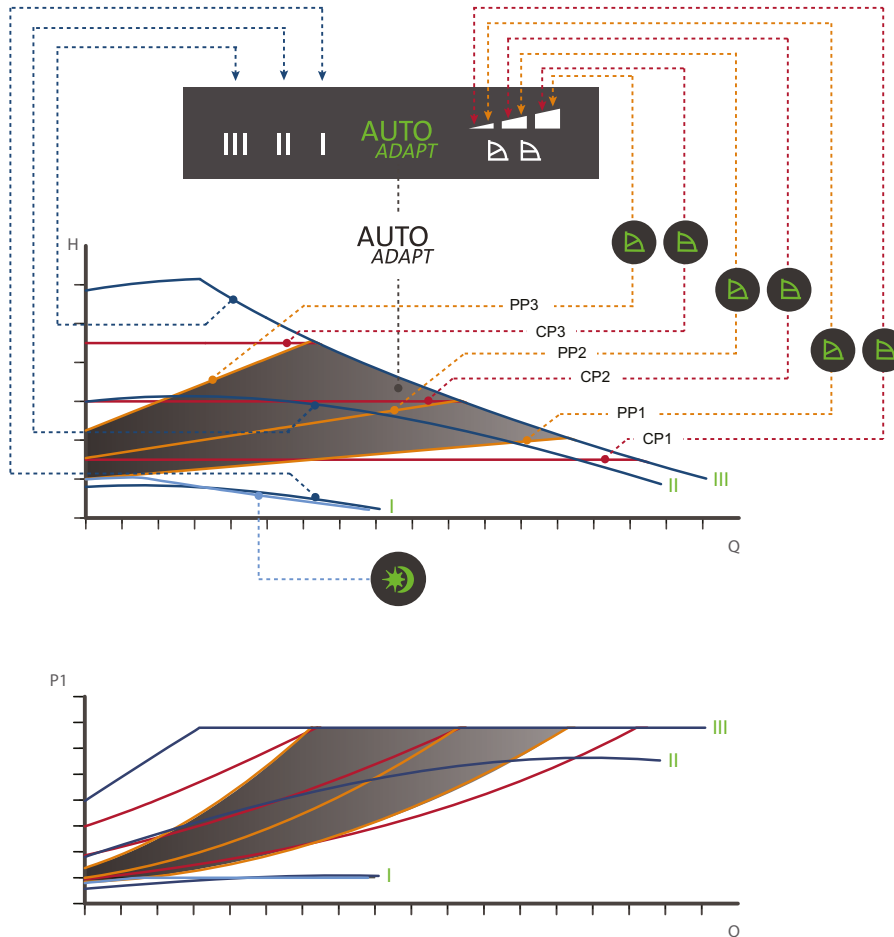 III II I AUTO
ADAPT
AUTO
ADAPT
H
PP3
CP3
PP2
CP2
PP1
CP1
III
II
I
Q
P1
III
II
I
Q